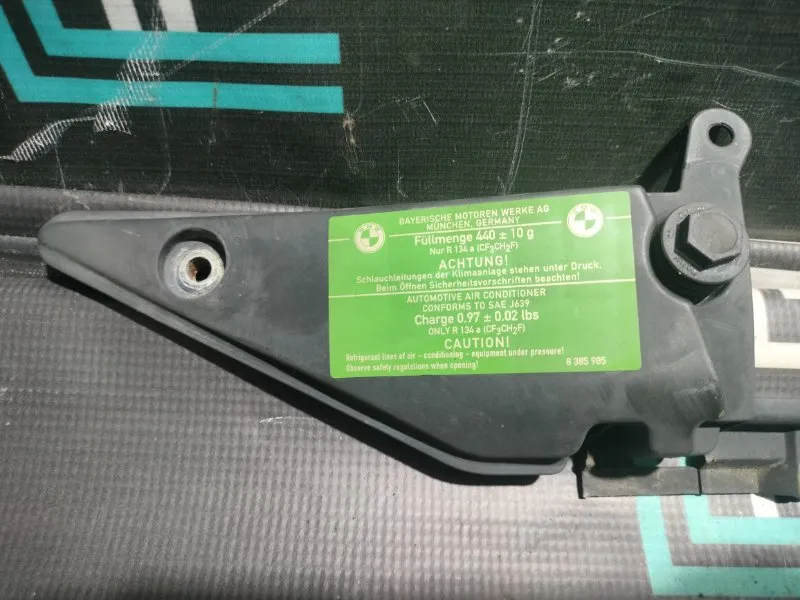 BAYERISCHE MOTOREN WERKE AG
MÜNCHEN, GERMANY
Füllmenge 440 ± 10 g
Nur R 134 a (CF₃CH₂F)
ACHTUNG!
Schlauchleitungen der Klimaanlage stehen unter Druck.
Beim Öffnen Sicherheitsvorschriften beachten!
AUTOMOTIVE AIR CONDITIONER
CONFORMS TO SAE J639
Charge 0.97 ± 0.02 lbs
ONLY R 134 a (CF₃CH₂F)
CAUTION!
Refrigerant lines of air - conditioning - equipment under pressure!
Observe safety regulations when opening!
8 385 985